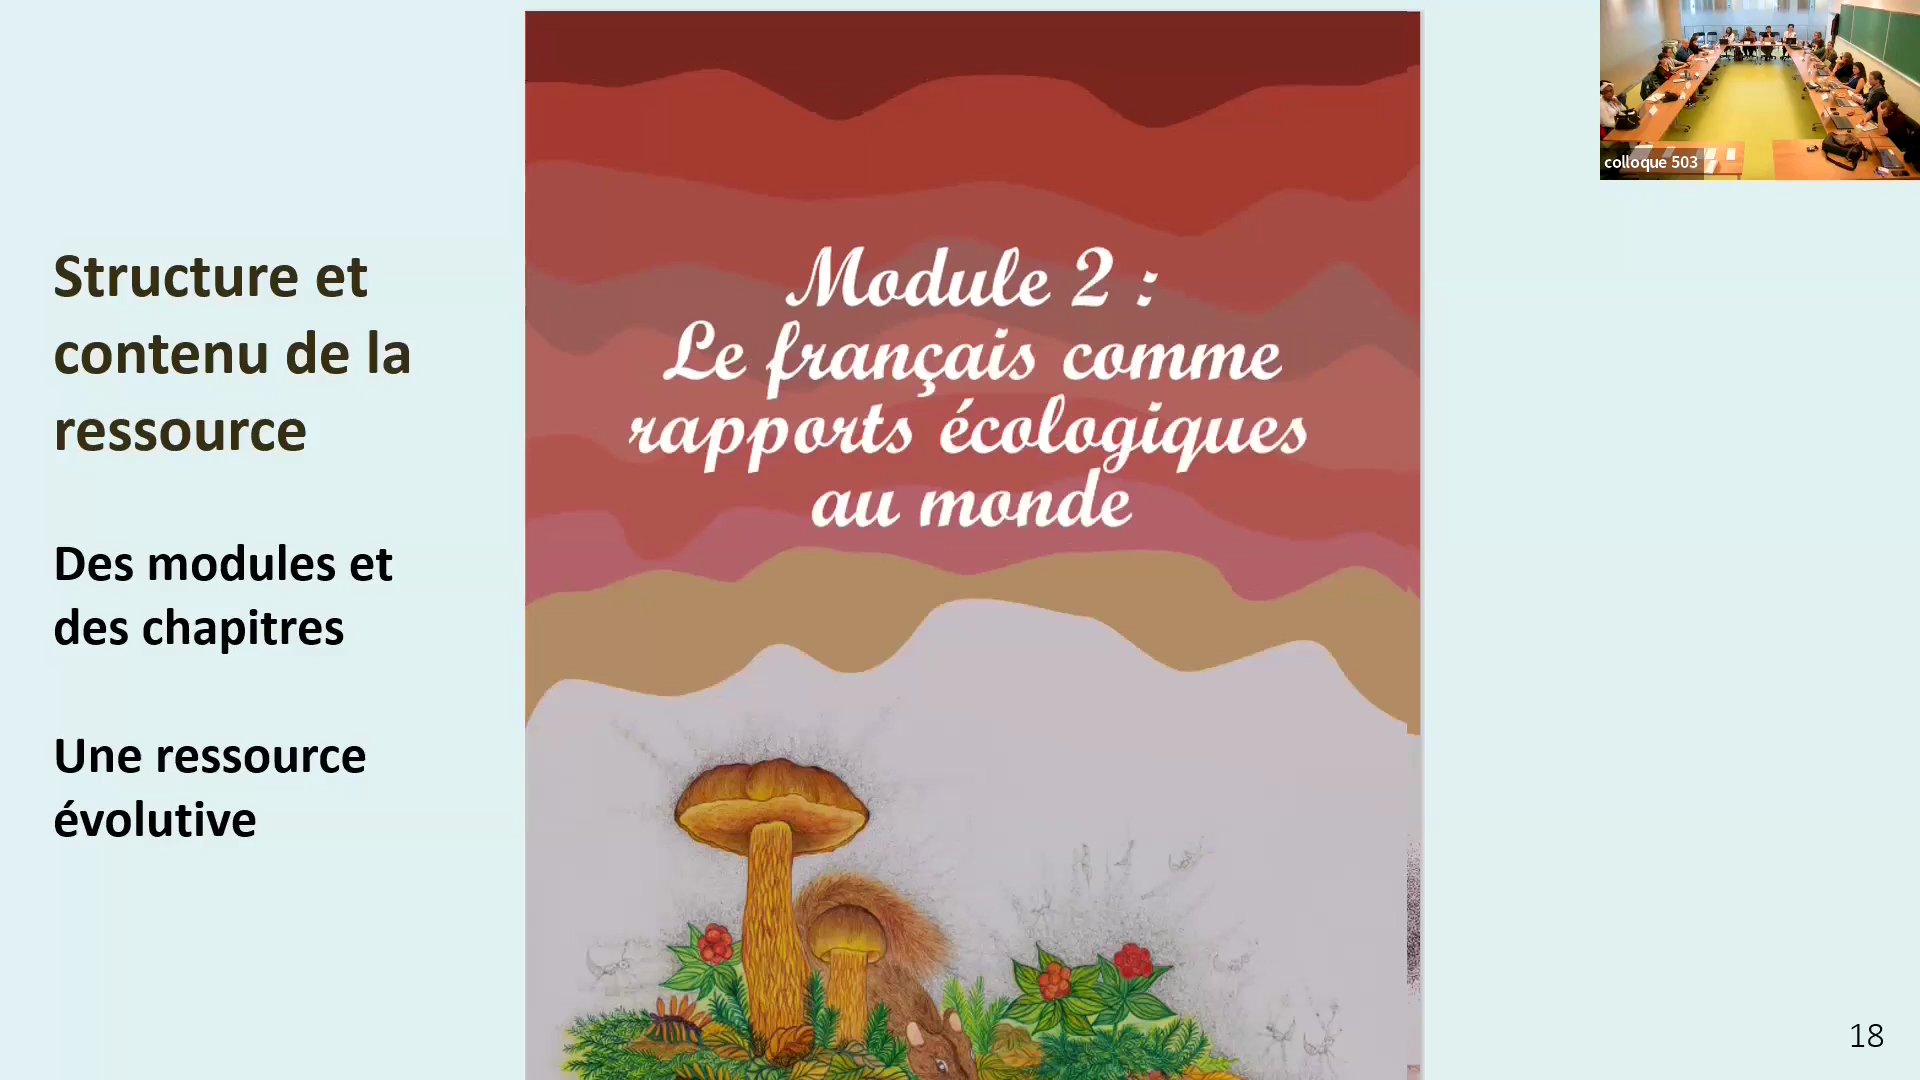 Structure et
contenu de la
ressource
Des modules et
des chapitres
Une ressource
évolutive
Module 2 :
Le français comme
rapports écologiques
au monde
colloque 503
18